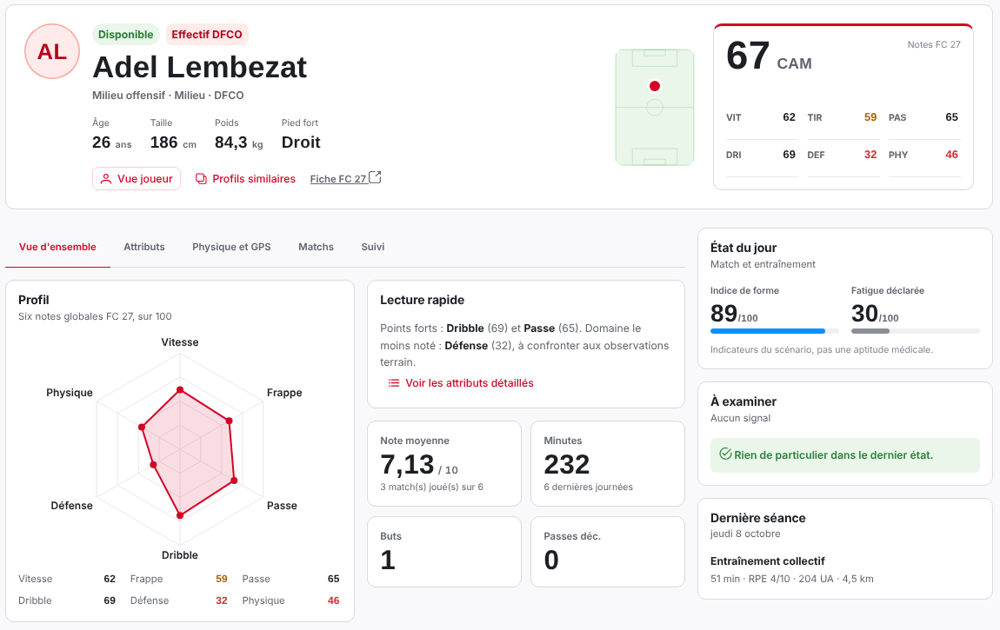 AL
Disponible
Effectif DFCO
Adel Lembezat
Milieu offensif · Milieu · DFCO
Âge
Taille
Poids
Pied fort
26 ans
186 cm
84,3 kg
Droit
Vue joueur
Profils similaires
Fiche FC 27
67 CAM
Notes FC 27
VIT 62 TIR 59 PAS 65
DRI 69 DEF 32 PHY 46
Vue d'ensemble
Attributs
Physique et GPS
Matchs
Suivi
Profil
Six notes globales FC 27, sur 100
Vitesse
Physique
Frappe
Défense
Passe
Dribble
Vitesse 62 Frappe 59 Passe 65
Dribble 69 Défense 32 Physique 46
Lecture rapide
Points forts : Dribble (69) et Passe (65). Domaine le
moins noté : Défense (32), à confronter aux observations
terrain.
Voir les attributs détaillés
Note moyenne
7,13 / 10
3 match(s) joué(s) sur 6
Minutes
232
6 dernières journées
Buts
1
Passes déc.
0
État du jour
Match et entraînement
Indice de forme
89/100
Fatigue déclarée
30/100
Indicateurs du scénario, pas une aptitude médicale.
À examiner
Aucun signal
Rien de particulier dans le dernier état.
Dernière séance
jeudi 8 octobre
Entraînement collectif
51 min · RPE 4/10 · 204 UA · 4,5 km